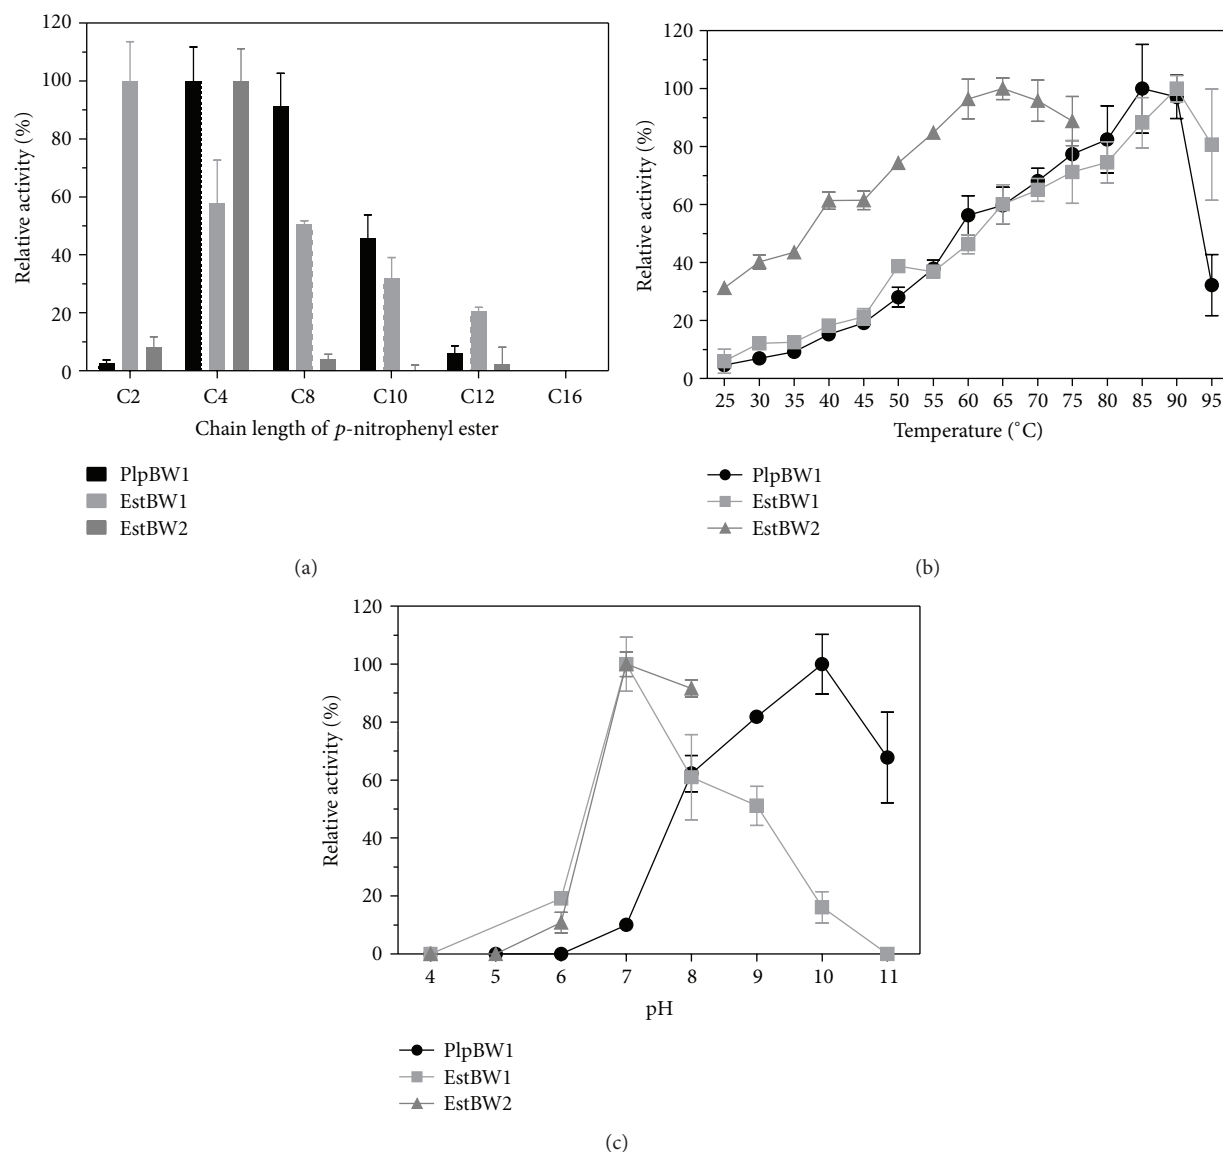 120
100
80
60
40
20
0
Relative activity (%)
C2 C4 C8 C10 C12 C16
Chain length of p-nitrophenyl ester
PlpBW1
EstBW1
EstBW2
(a)
120
100
80
60
40
20
0
Relative activity (%)
25 30 35 40 45 50 55 60 65 70 75 80 85 90 95
Temperature (˚C)
PlpBW1
EstBW1
EstBW2
(b)
120
100
80
60
40
20
0
Relative activity (%)
4 5 6 7 8 9 10 11
pH
PlpBW1
EstBW1
EstBW2
(c)